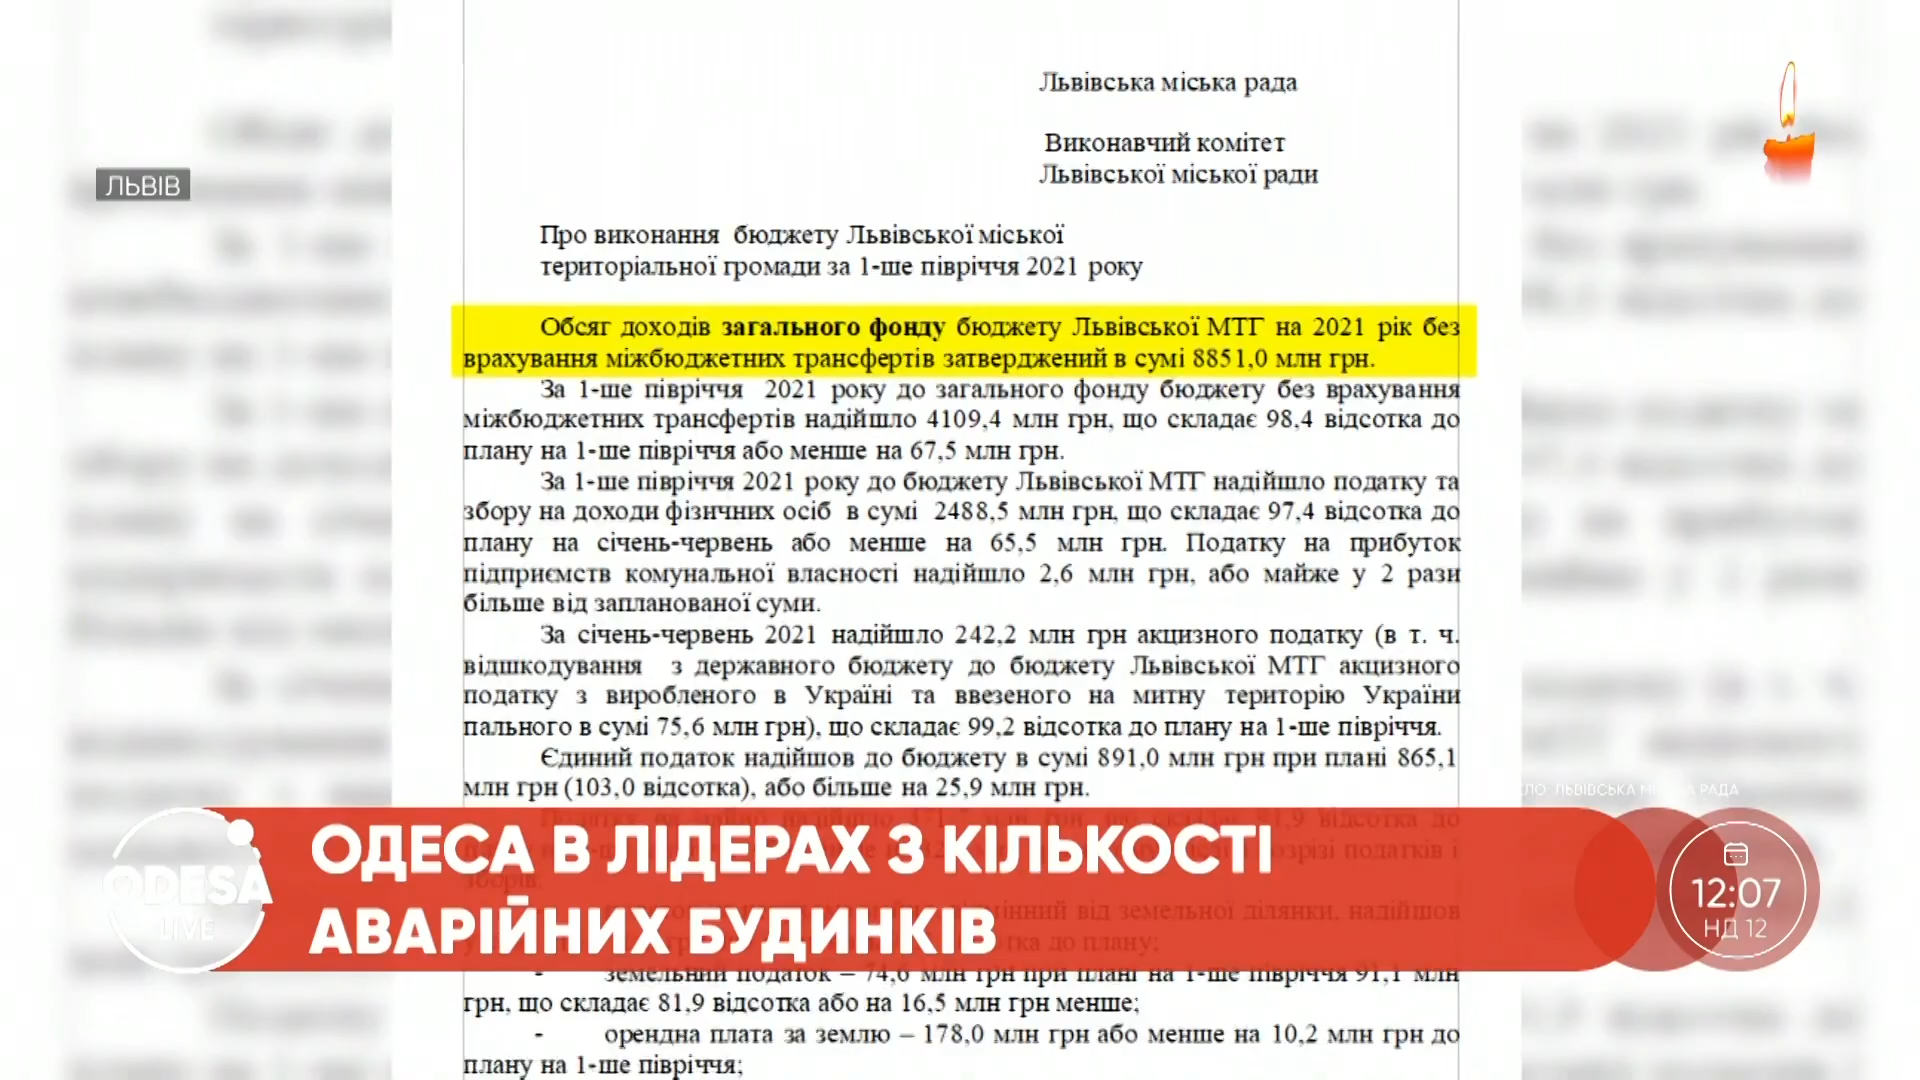 Львівська міська рада
Виконавчий комітет
Львівської міської ради
ЛЬВІВ
Про виконання бюджету Львівської міської
територіальної громади за 1-ше півріччя 2021 року
Обсяг доходів загального фонду бюджету Львівської МТГ на 2021 рік без
врахування міжбюджетних трансфертів затверджений в сумі 8851,0 млн грн.
За 1-ше півріччя 2021 року до загального фонду бюджету без врахування
міжбюджетних трансфертів надійшло 4109,4 млн грн, що складає 98,4 відсотка до
плану на 1-ше півріччя або менше на 67,5 млн грн.
За 1-ше півріччя 2021 року до бюджету Львівської МТГ надійшло податку та
збору на доходи фізичних осіб в сумі 2488,5 млн грн, що складає 97,4 відсотка до
плану на січень-червень або менше на 65,5 млн грн. Податку на прибуток
підприємств комунальної власності надійшло 2,6 млн грн, або майже у 2 рази
більше від запланованої суми.
За січень-червень 2021 надійшло 242,2 млн грн акцизного податку (в т. ч.
відшкодування з державного бюджету до бюджету Львівської МТГ акцизного
податку з виробленого в Україні та ввезеного на митну територію України
пального в сумі 75,6 млн грн), що складає 99,2 відсотка до плану на 1-ше півріччя.
Єдиний податок надійшов до бюджету в сумі 891,0 млн грн при плані 865,1
млн грн (103,0 відсотка), або більше на 25,9 млн грн.
ЛЬВІВСЬКА МІСЬКА РАДА
ODESA
LIVE
ОДЕСА В ЛІДЕРАХ З КІЛЬКОСТІ
АВАРІЙНИХ БУДИНКІВ
12:07
НД 12
від земельної ділянки, надійшов
до плану;
- земельний податок – 74,6 млн грн при плані на 1-ше півріччя 91,1 млн
грн, що складає 81,9 відсотка або на 16,5 млн грн менше;
- орендна плата за землю – 178,0 млн грн або менше на 10,2 млн грн до
плану на 1-ше півріччя;